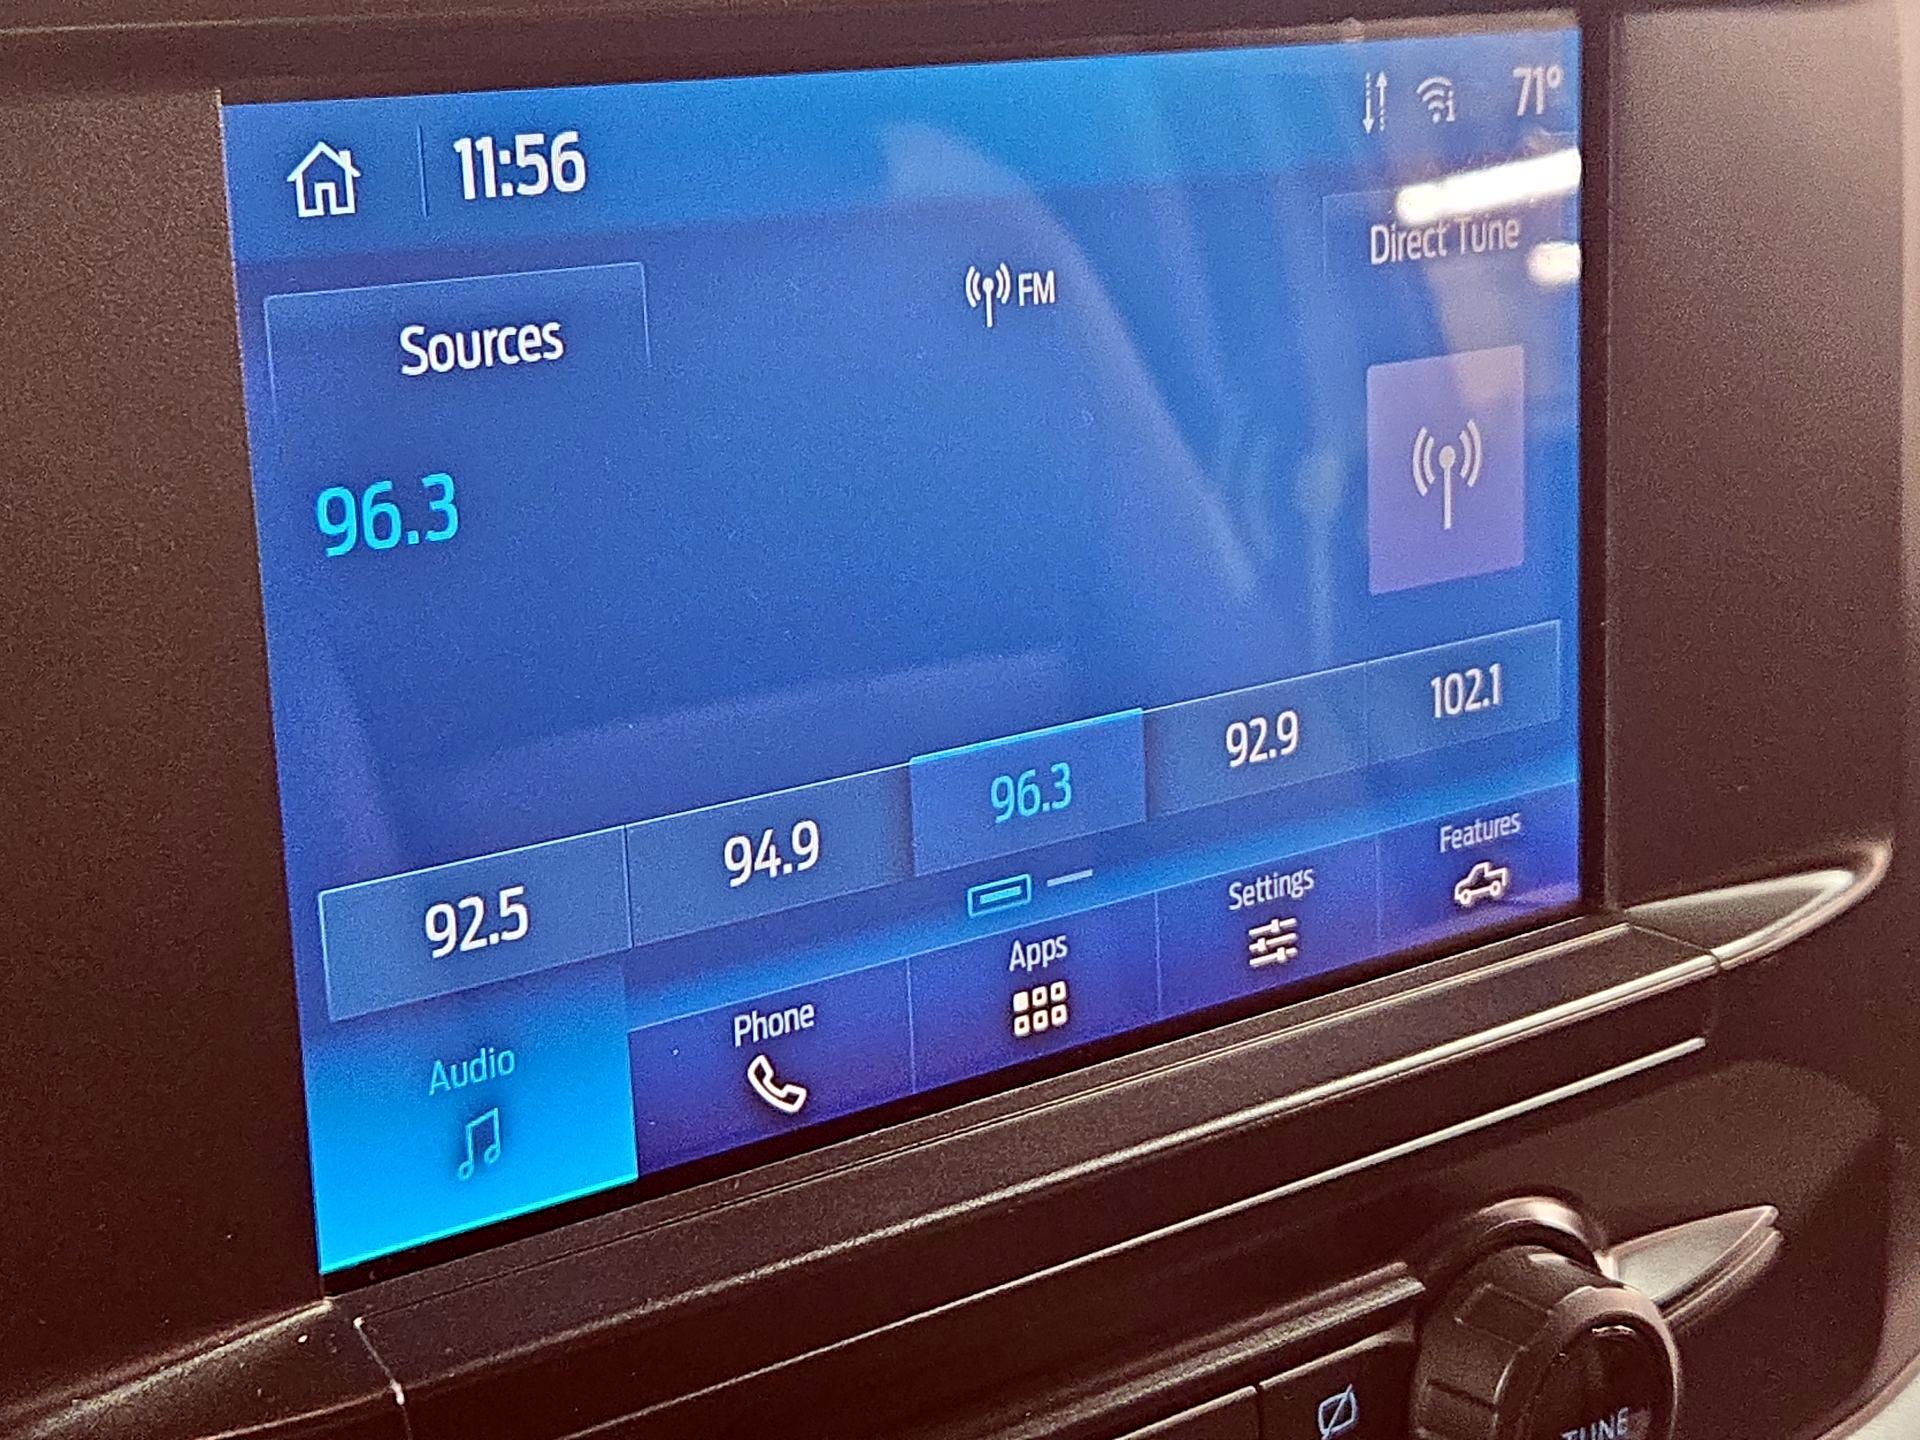 11:56
71°
Sources
FM
Direct Tune
96.3
92.5
94.9
96.3
92.9
102.1
Audio
Phone
Apps
Settings
Features
TUNE